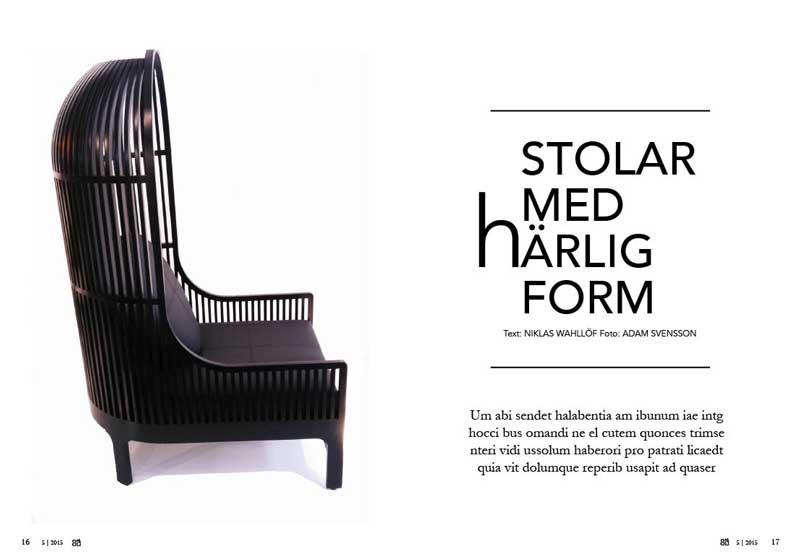 STOLAR
MED
hÄRLIG
FORM
Text: NIKLAS WAHLLÖF Foto: ADAM SVENSSON
Um abi sendet halabentia am ibunum iae intg
hocci bus omandi ne el cutem quonces trimse
nteri vidi ussolum haberori pro patrati licaedt
quia vit dolumque reperib usapit ad quaser
16 5 | 2015
5 | 2015 17